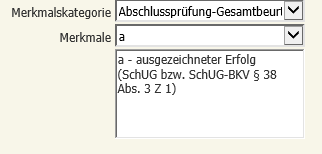 Merkmalskategorie Abschlussprüfung-Gesamtbeurt
Merkmale a
a - ausgezeichneter Erfolg
(SchUG bzw. SchUG-BKV § 38
Abs. 3 Z 1)